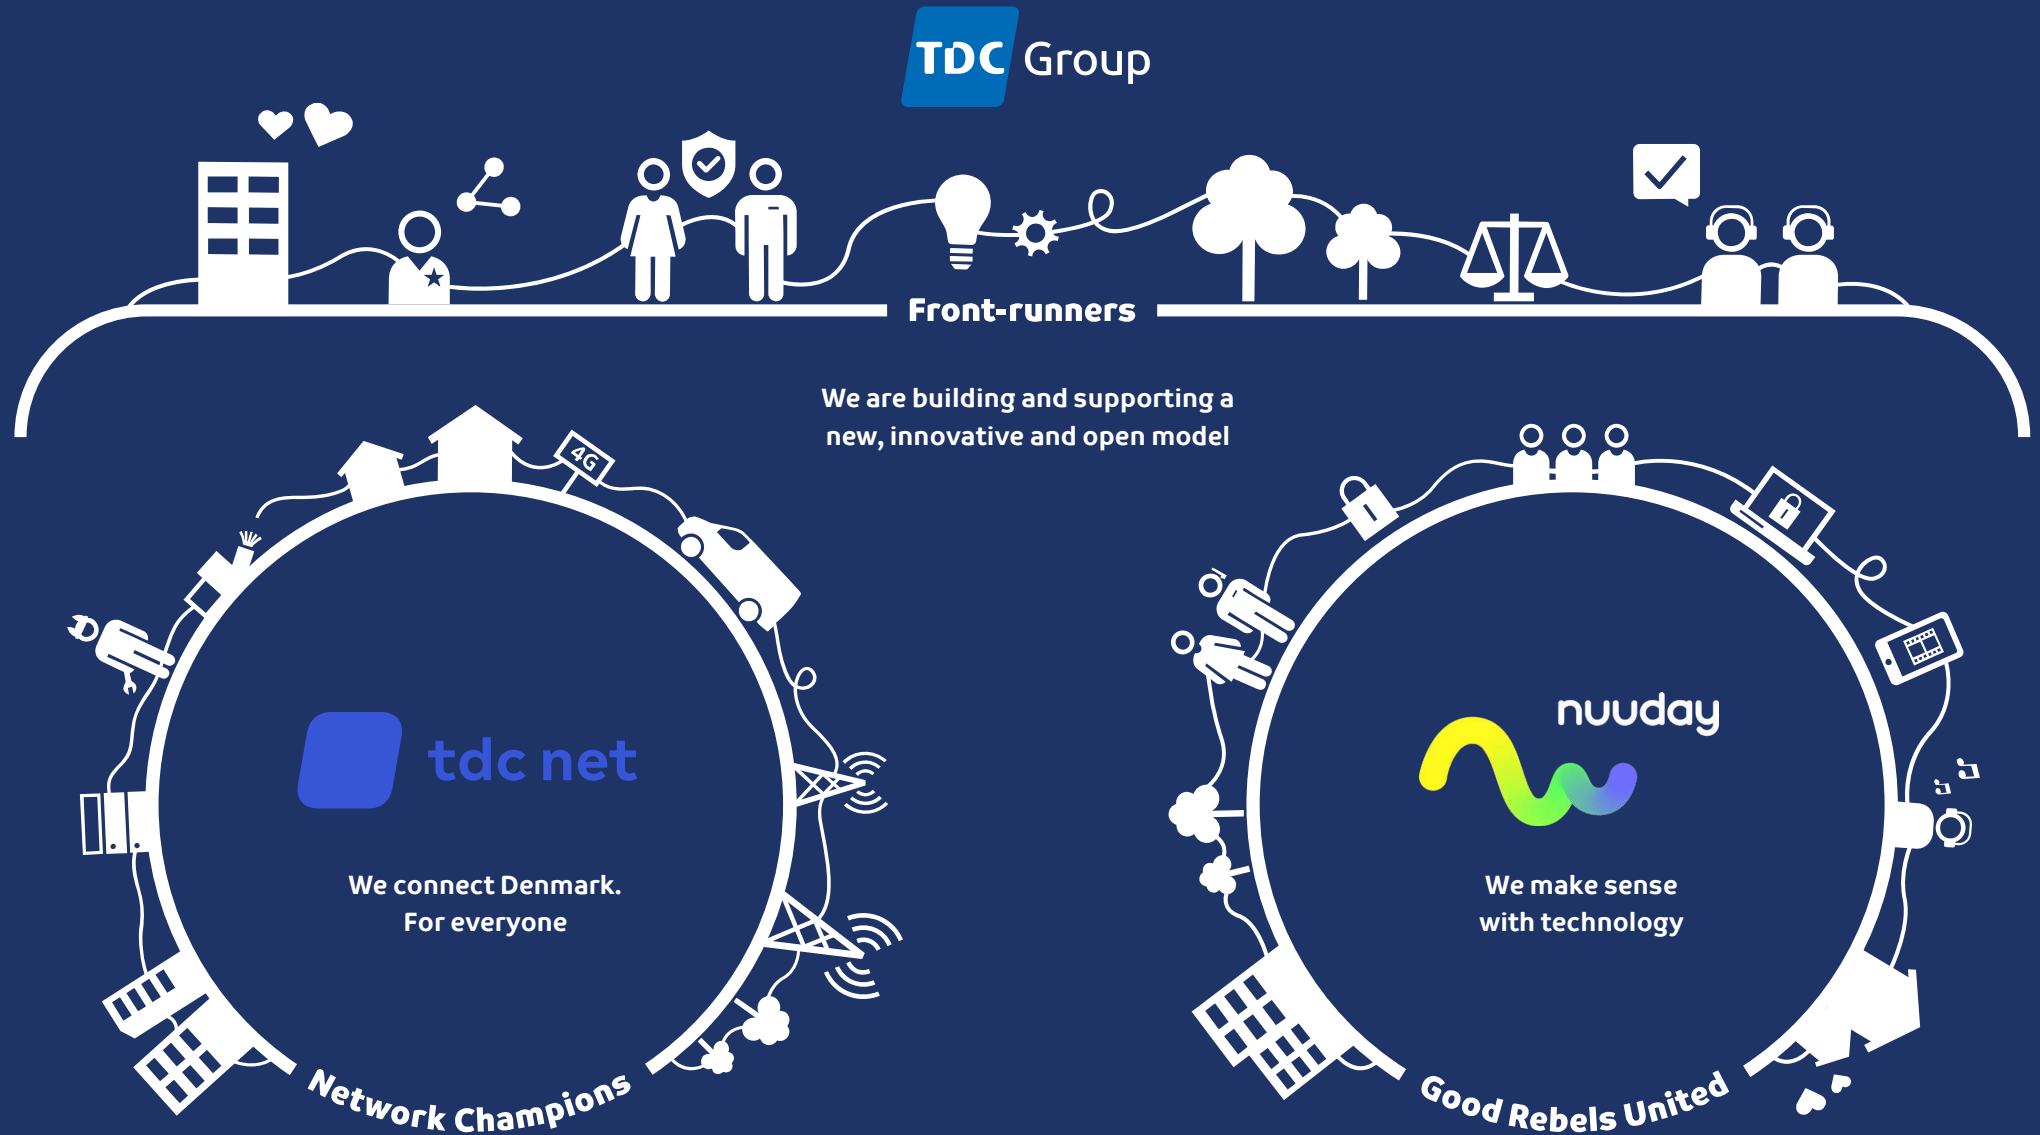 TDC Group
Front-runners
We are building and supporting a
new, innovative and open model
4G
tdc net
We connect Denmark.
For everyone
Network Champions
nuuday
We make sense
with technology
Good Rebels United